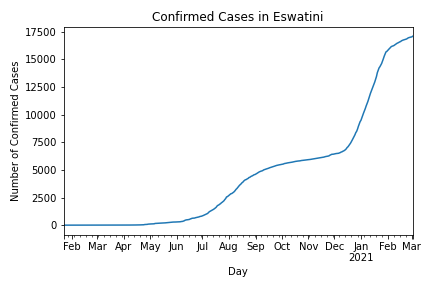 Confirmed Cases in Eswatini
Number of Confirmed Cases
17500
15000
12500
10000
7500
5000
2500
0
Feb Mar Apr May Jun Jul Aug Sep Oct Nov Dec Jan Feb Mar
2021
Day